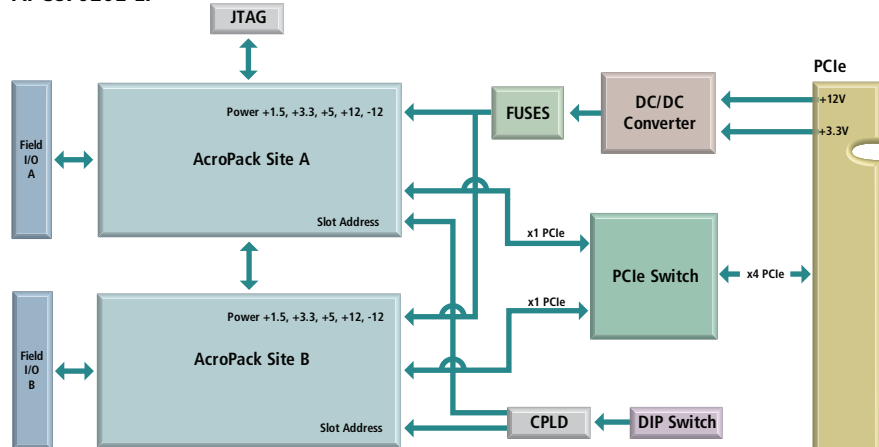 JTAG
PCIe
Power +1.5, +3.3, +5, +12, -12
FUSES
DC/DC
Converter
+12V
+3.3V
Field
I/O
A
AcroPack Site A
Slot Address
x1 PCIe
PCIe Switch
x4 PCIe
x1 PCIe
Power +1.5, +3.3, +5, +12, -12
Field
I/O
B
AcroPack Site B
Slot Address
CPLD
DIP Switch